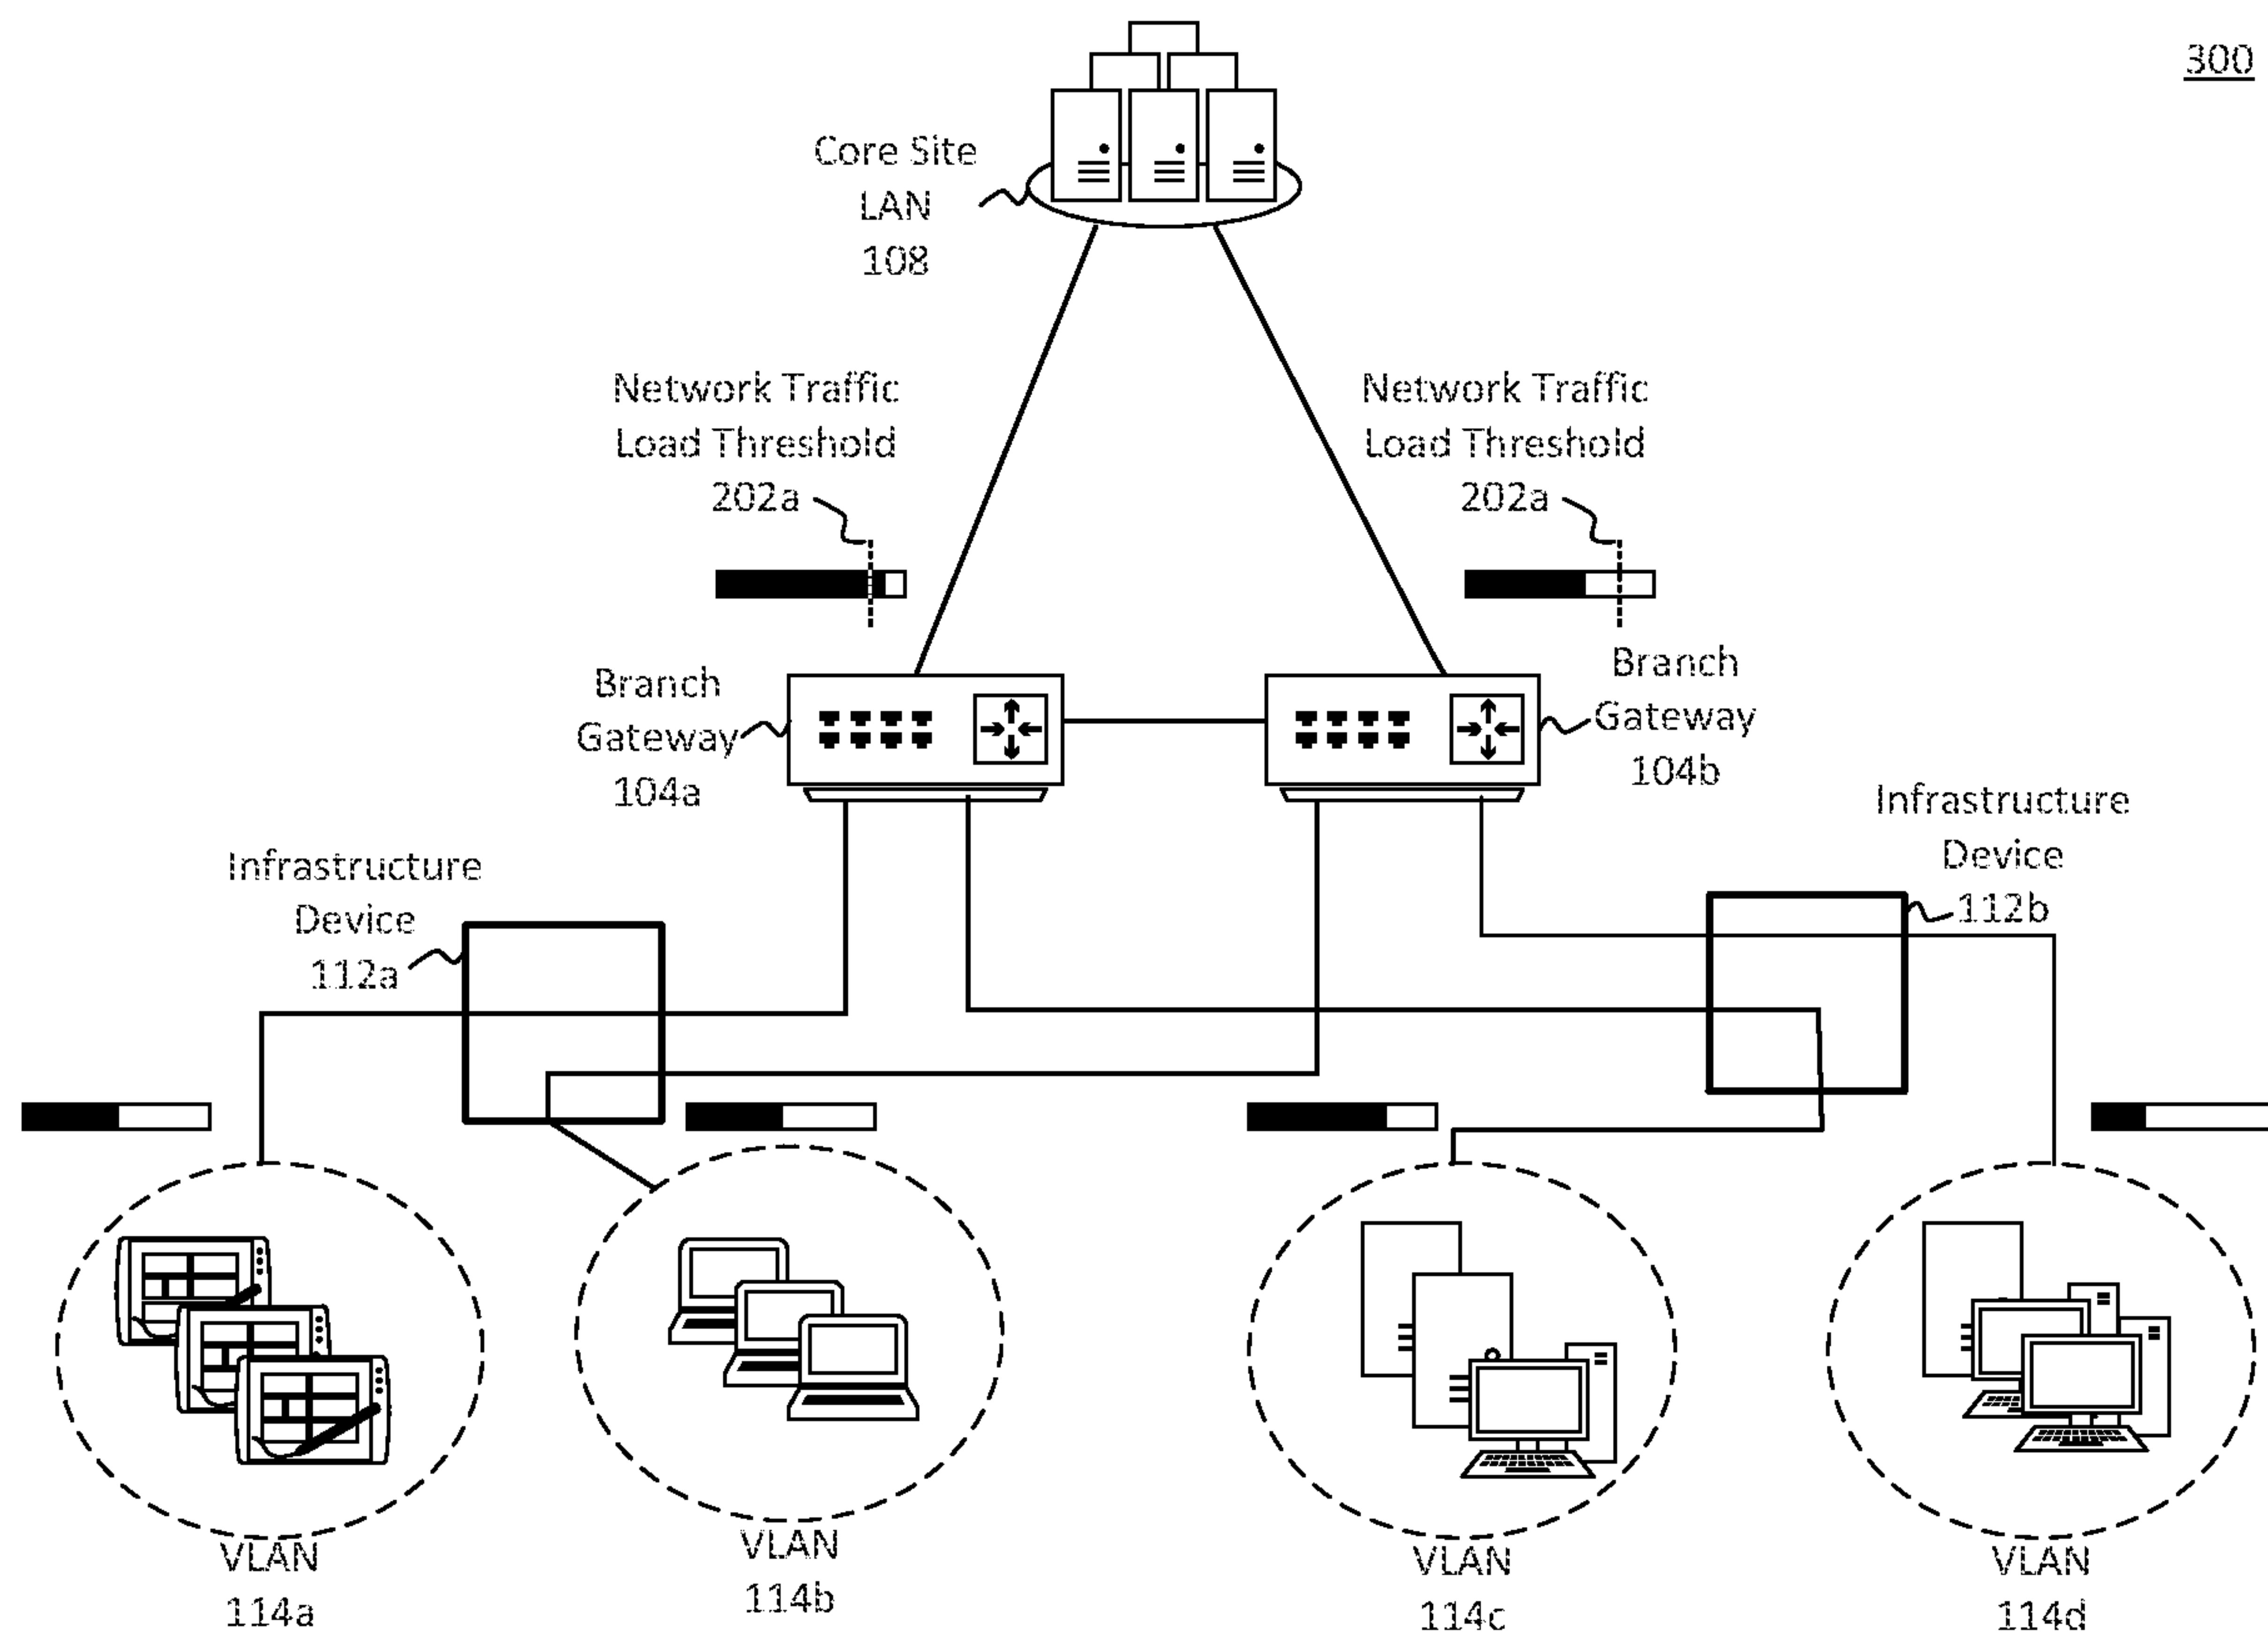 300
Core Site
LAN
108
Network Traffic
Load Threshold
202a
Network Traffic
Load Threshold
202a
Branch
Gateway
104a
Branch
Gateway
104b
Infrastructure
Device
112a
Infrastructure
Device
112b
VLAN
114a
VLAN
114b
VLAN
114c
VLAN
114d